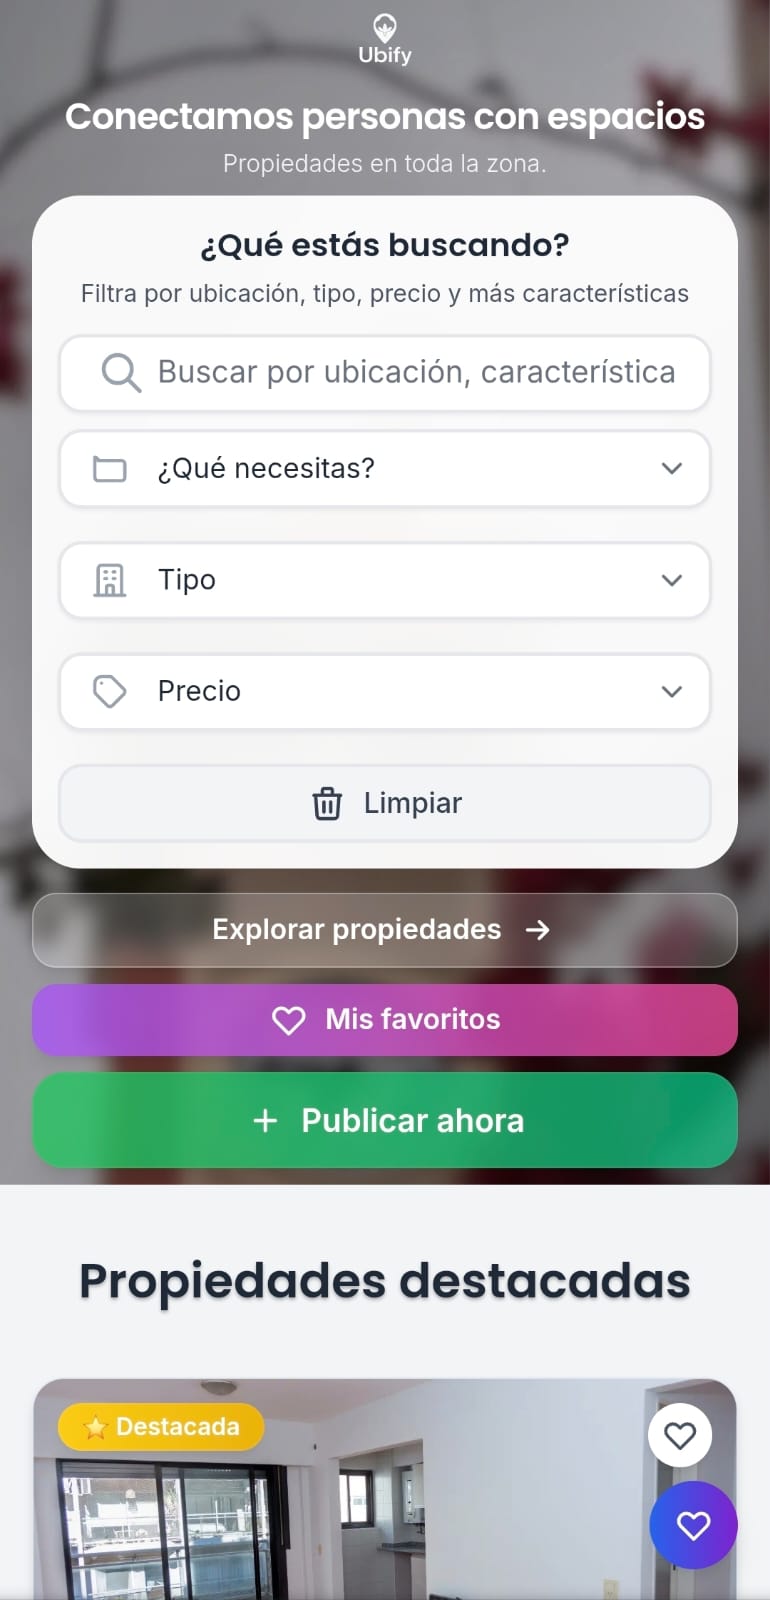 Ubify
Conectamos personas con espacios
Propiedades en toda la zona.
¿Qué estás buscando?
Filtra por ubicación, tipo, precio y más características
Buscar por ubicación, característica
¿Qué necesitas?
Tipo
Precio
Limpiar
Explorar propiedades
Mis favoritos
Publicar ahora
Propiedades destacadas
Destacada